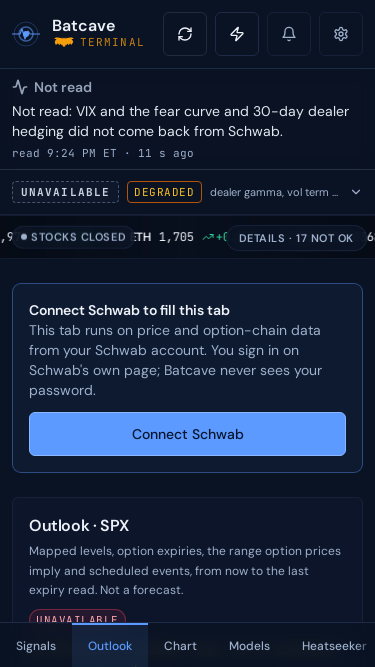 Batcave
TERMINAL
Not read
Not read: VIX and the fear curve and 30-day dealer
hedging did not come back from Schwab.
read 9:24 PM ET · 11 s ago
UNAVAILABLE
DEGRADED
dealer gamma, vol term …
STOCKS CLOSED
ETH 1,705
DETAILS · 17 NOT OK
Connect Schwab to fill this tab
This tab runs on price and option-chain data
from your Schwab account. You sign in on
Schwab's own page; Batcave never sees your
password.
Connect Schwab
Outlook · SPX
Mapped levels, option expiries, the range option prices
imply and scheduled events, from now to the last
expiry read. Not a forecast.
UNAVAILABLE
Signals
Outlook
Chart
Models
Heatseeker